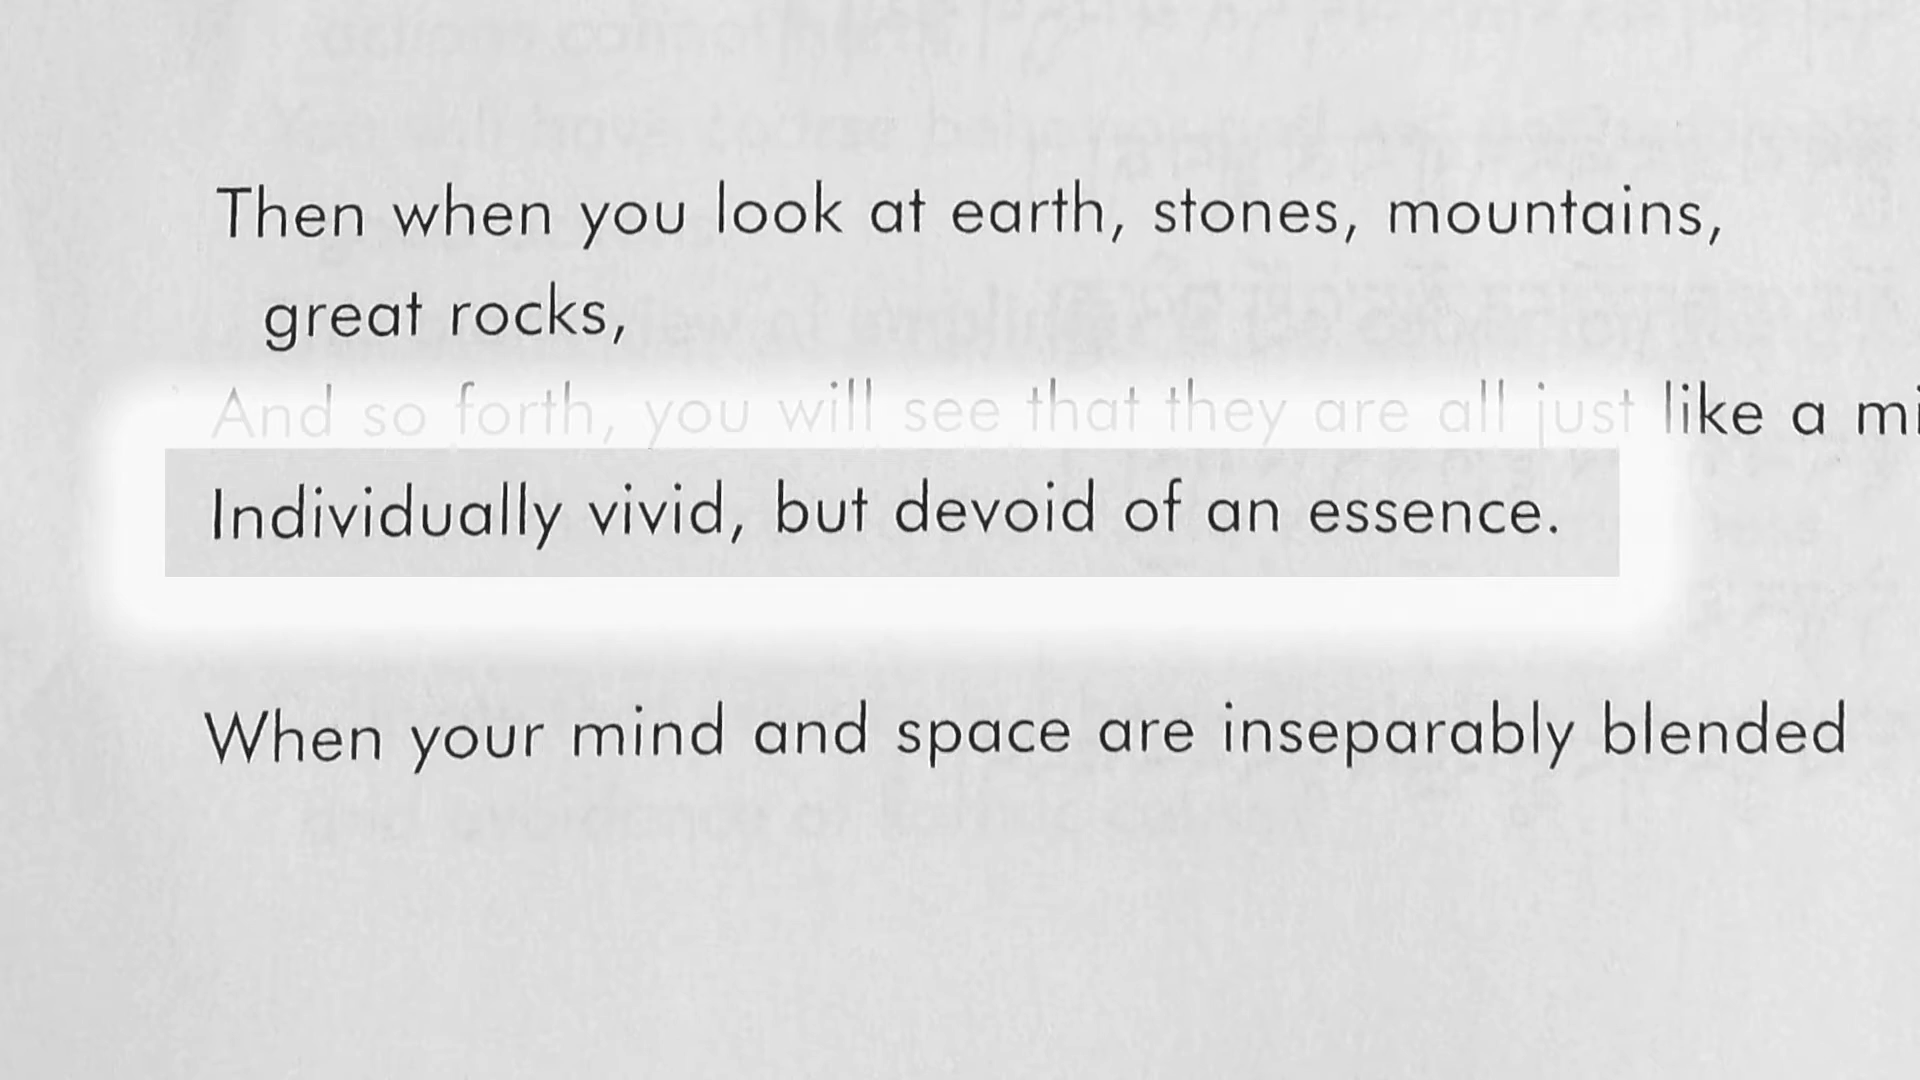 Then when you look at earth, stones, mountains,
great rocks,
And so forth, you will see that they are all just like a mi
Individually vivid, but devoid of an essence.
When your mind and space are inseparably blended